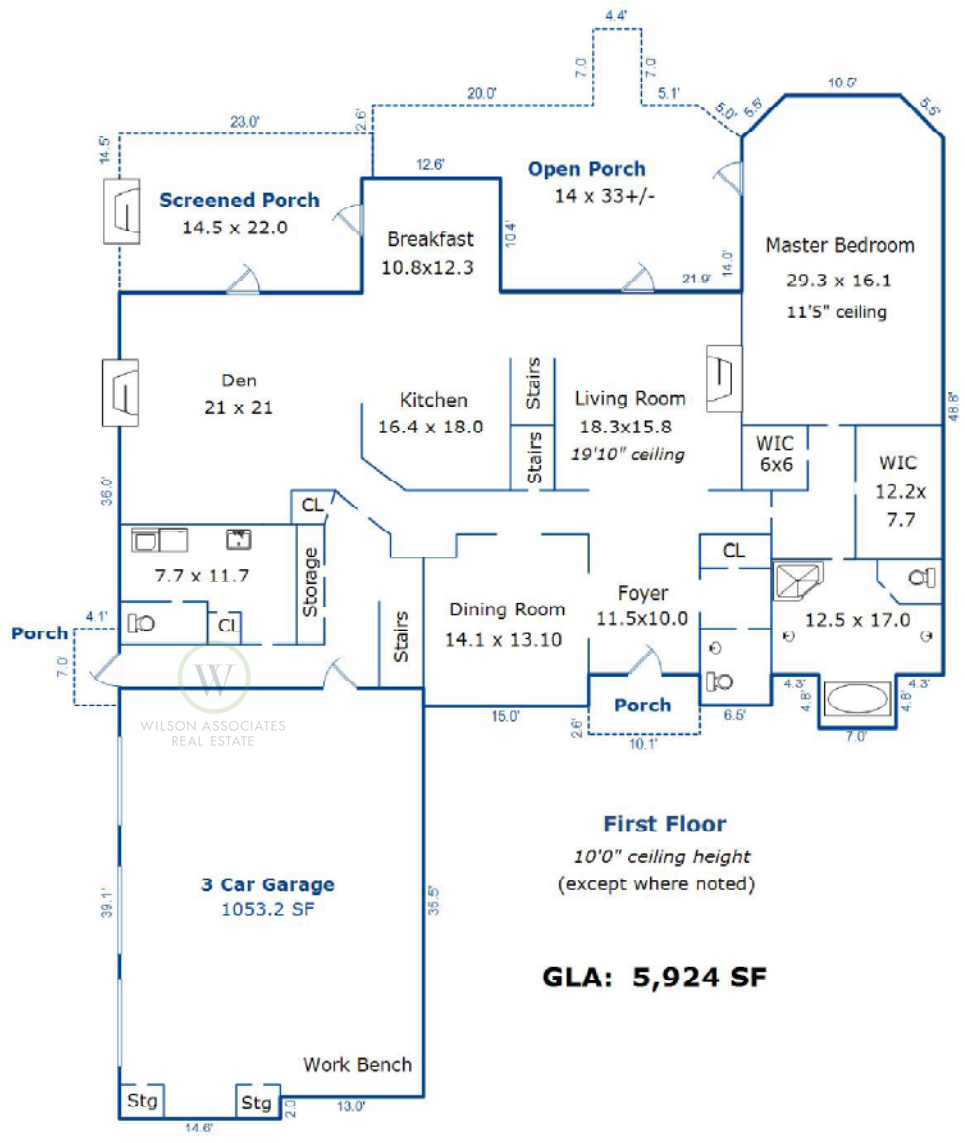 4.4'
7.0'
7.0'
20.0'
5.1'
5.0'
5.5'
10.5'
5.5'
2.6'
23.0'
14.5'
12.6'
Screened Porch
14.5 x 22.0
Open Porch
14 x 33+/-
Breakfast
10.8x12.3
10.4'
14.0'
21.9'
Master Bedroom
29.3 x 16.1
11'5" ceiling
Den
21 x 21
Kitchen
16.4 x 18.0
Stairs
Stairs
Living Room
18.3x15.8
19'10" ceiling
48.8'
WIC
6x6
WIC
12.2x
7.7
36.0'
CL
7.7 x 11.7
Storage
CL
Stairs
Dining Room
14.1 x 13.10
Foyer
11.5x10.0
CL
12.5 x 17.0
4.1'
Porch
7.0'
W
WILSON ASSOCIATES
REAL ESTATE
15.0'
2.6'
Porch
10.1'
6.5'
4.3'
4.8'
7.0'
4.8'
4.3'
First Floor
10'0" ceiling height
(except where noted)
3 Car Garage
1053.2 SF
39.1'
35.5'
GLA: 5,924 SF
Work Bench
Stg
Stg
14.6'
2.0
13.0'